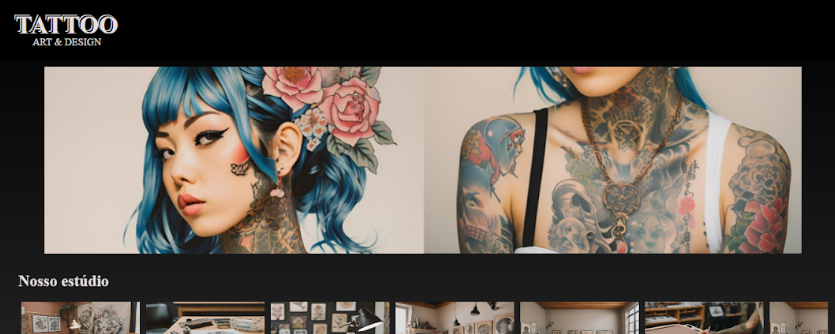 TATTOO
ART & DESIGN
Nosso estúdio